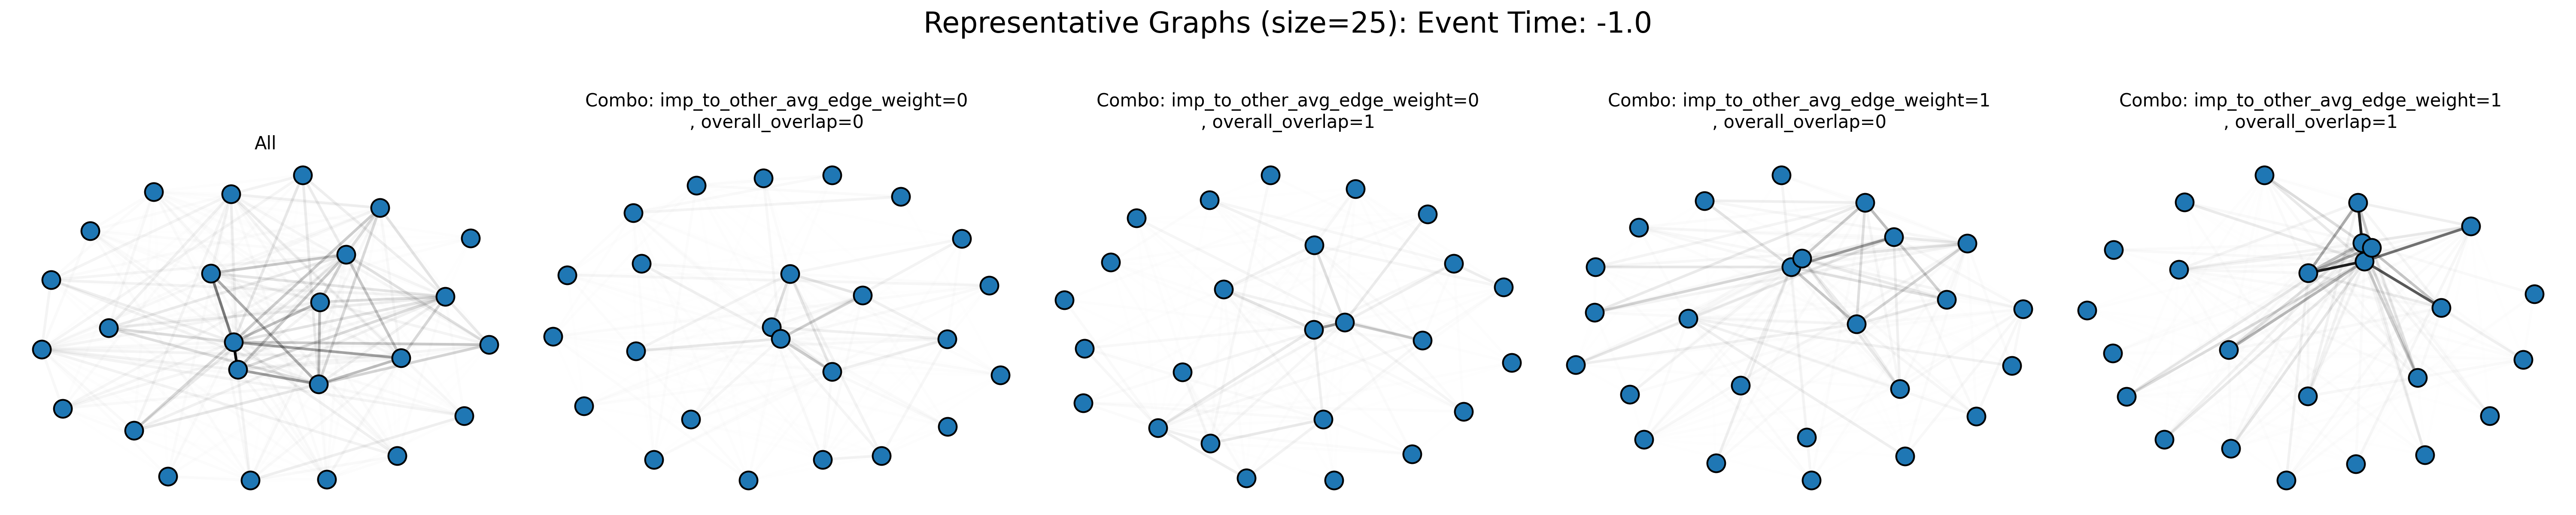 Representative Graphs (size=25): Event Time: -1.0
All
Combo: imp_to_other_avg_edge_weight=0
, overall_overlap=0
Combo: imp_to_other_avg_edge_weight=0
, overall_overlap=1
Combo: imp_to_other_avg_edge_weight=1
, overall_overlap=0
Combo: imp_to_other_avg_edge_weight=1
, overall_overlap=1